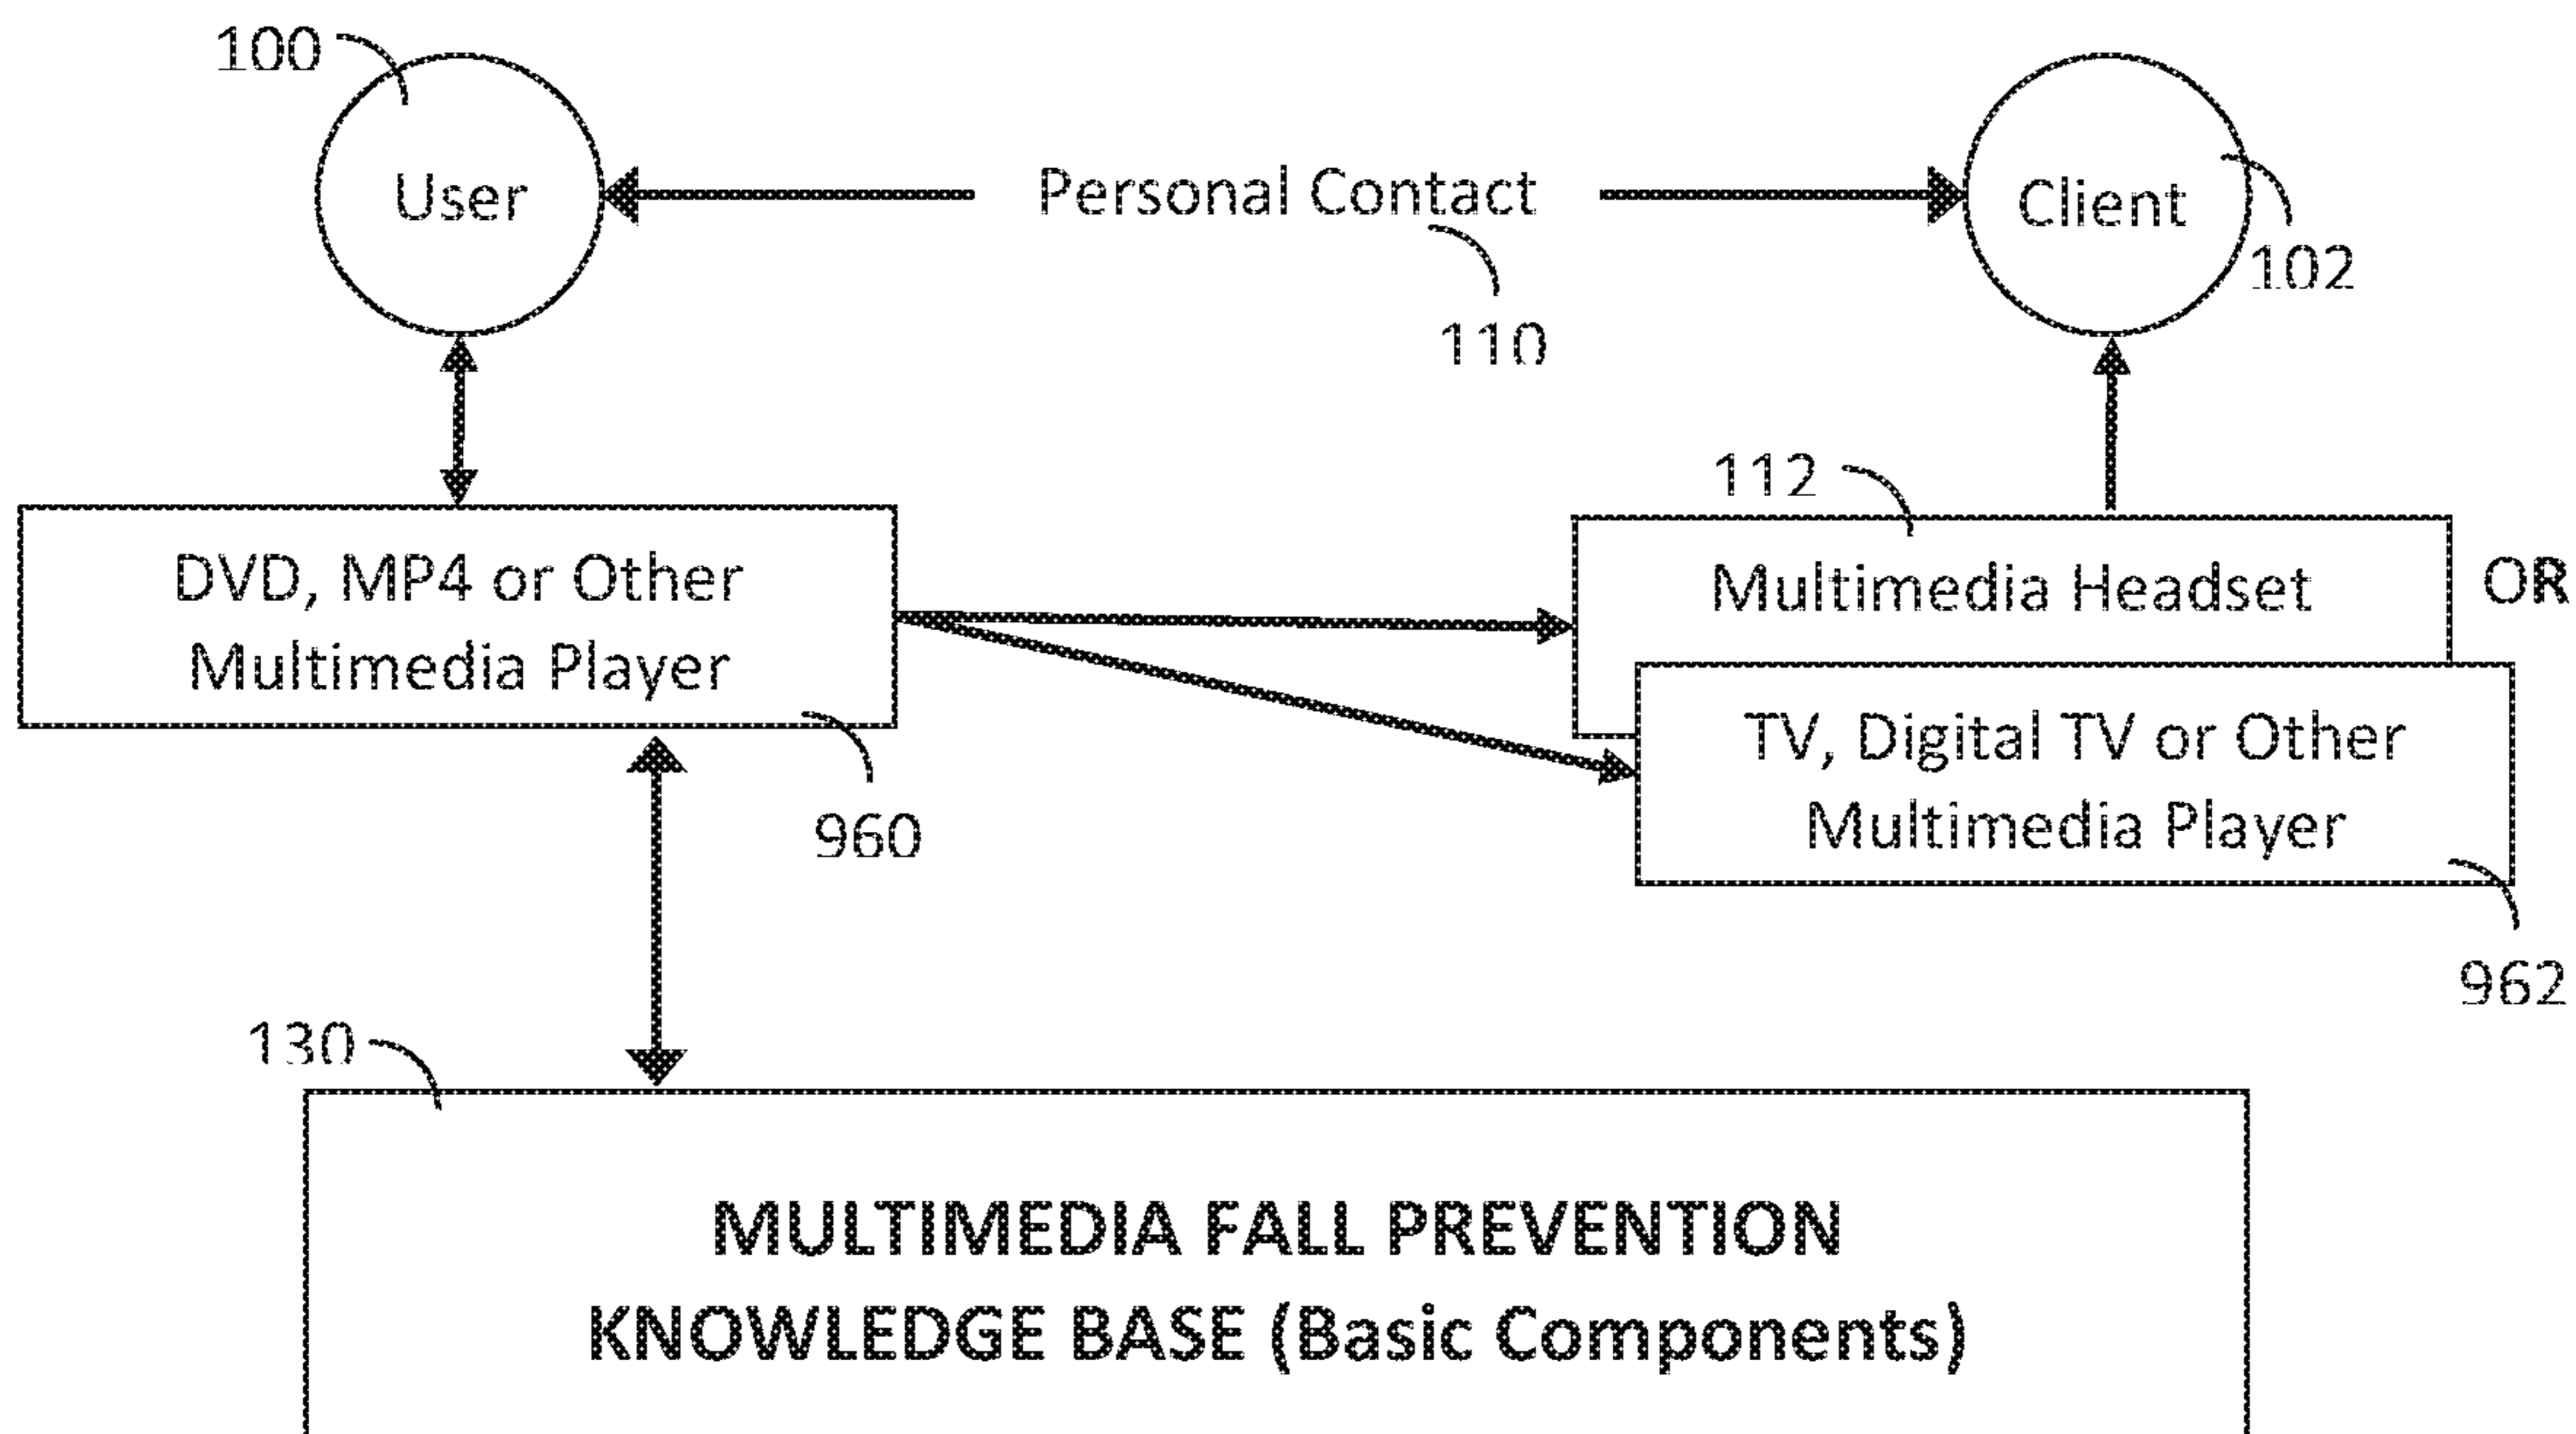 100
User
Personal Contact
110
Client
102
DVD, MP4 or Other
Multimedia Player
960
112
Multimedia Headset
OR
TV, Digital TV or Other
Multimedia Player
962
130
MULTIMEDIA FALL PREVENTION
KNOWLEDGE BASE (Basic Components)